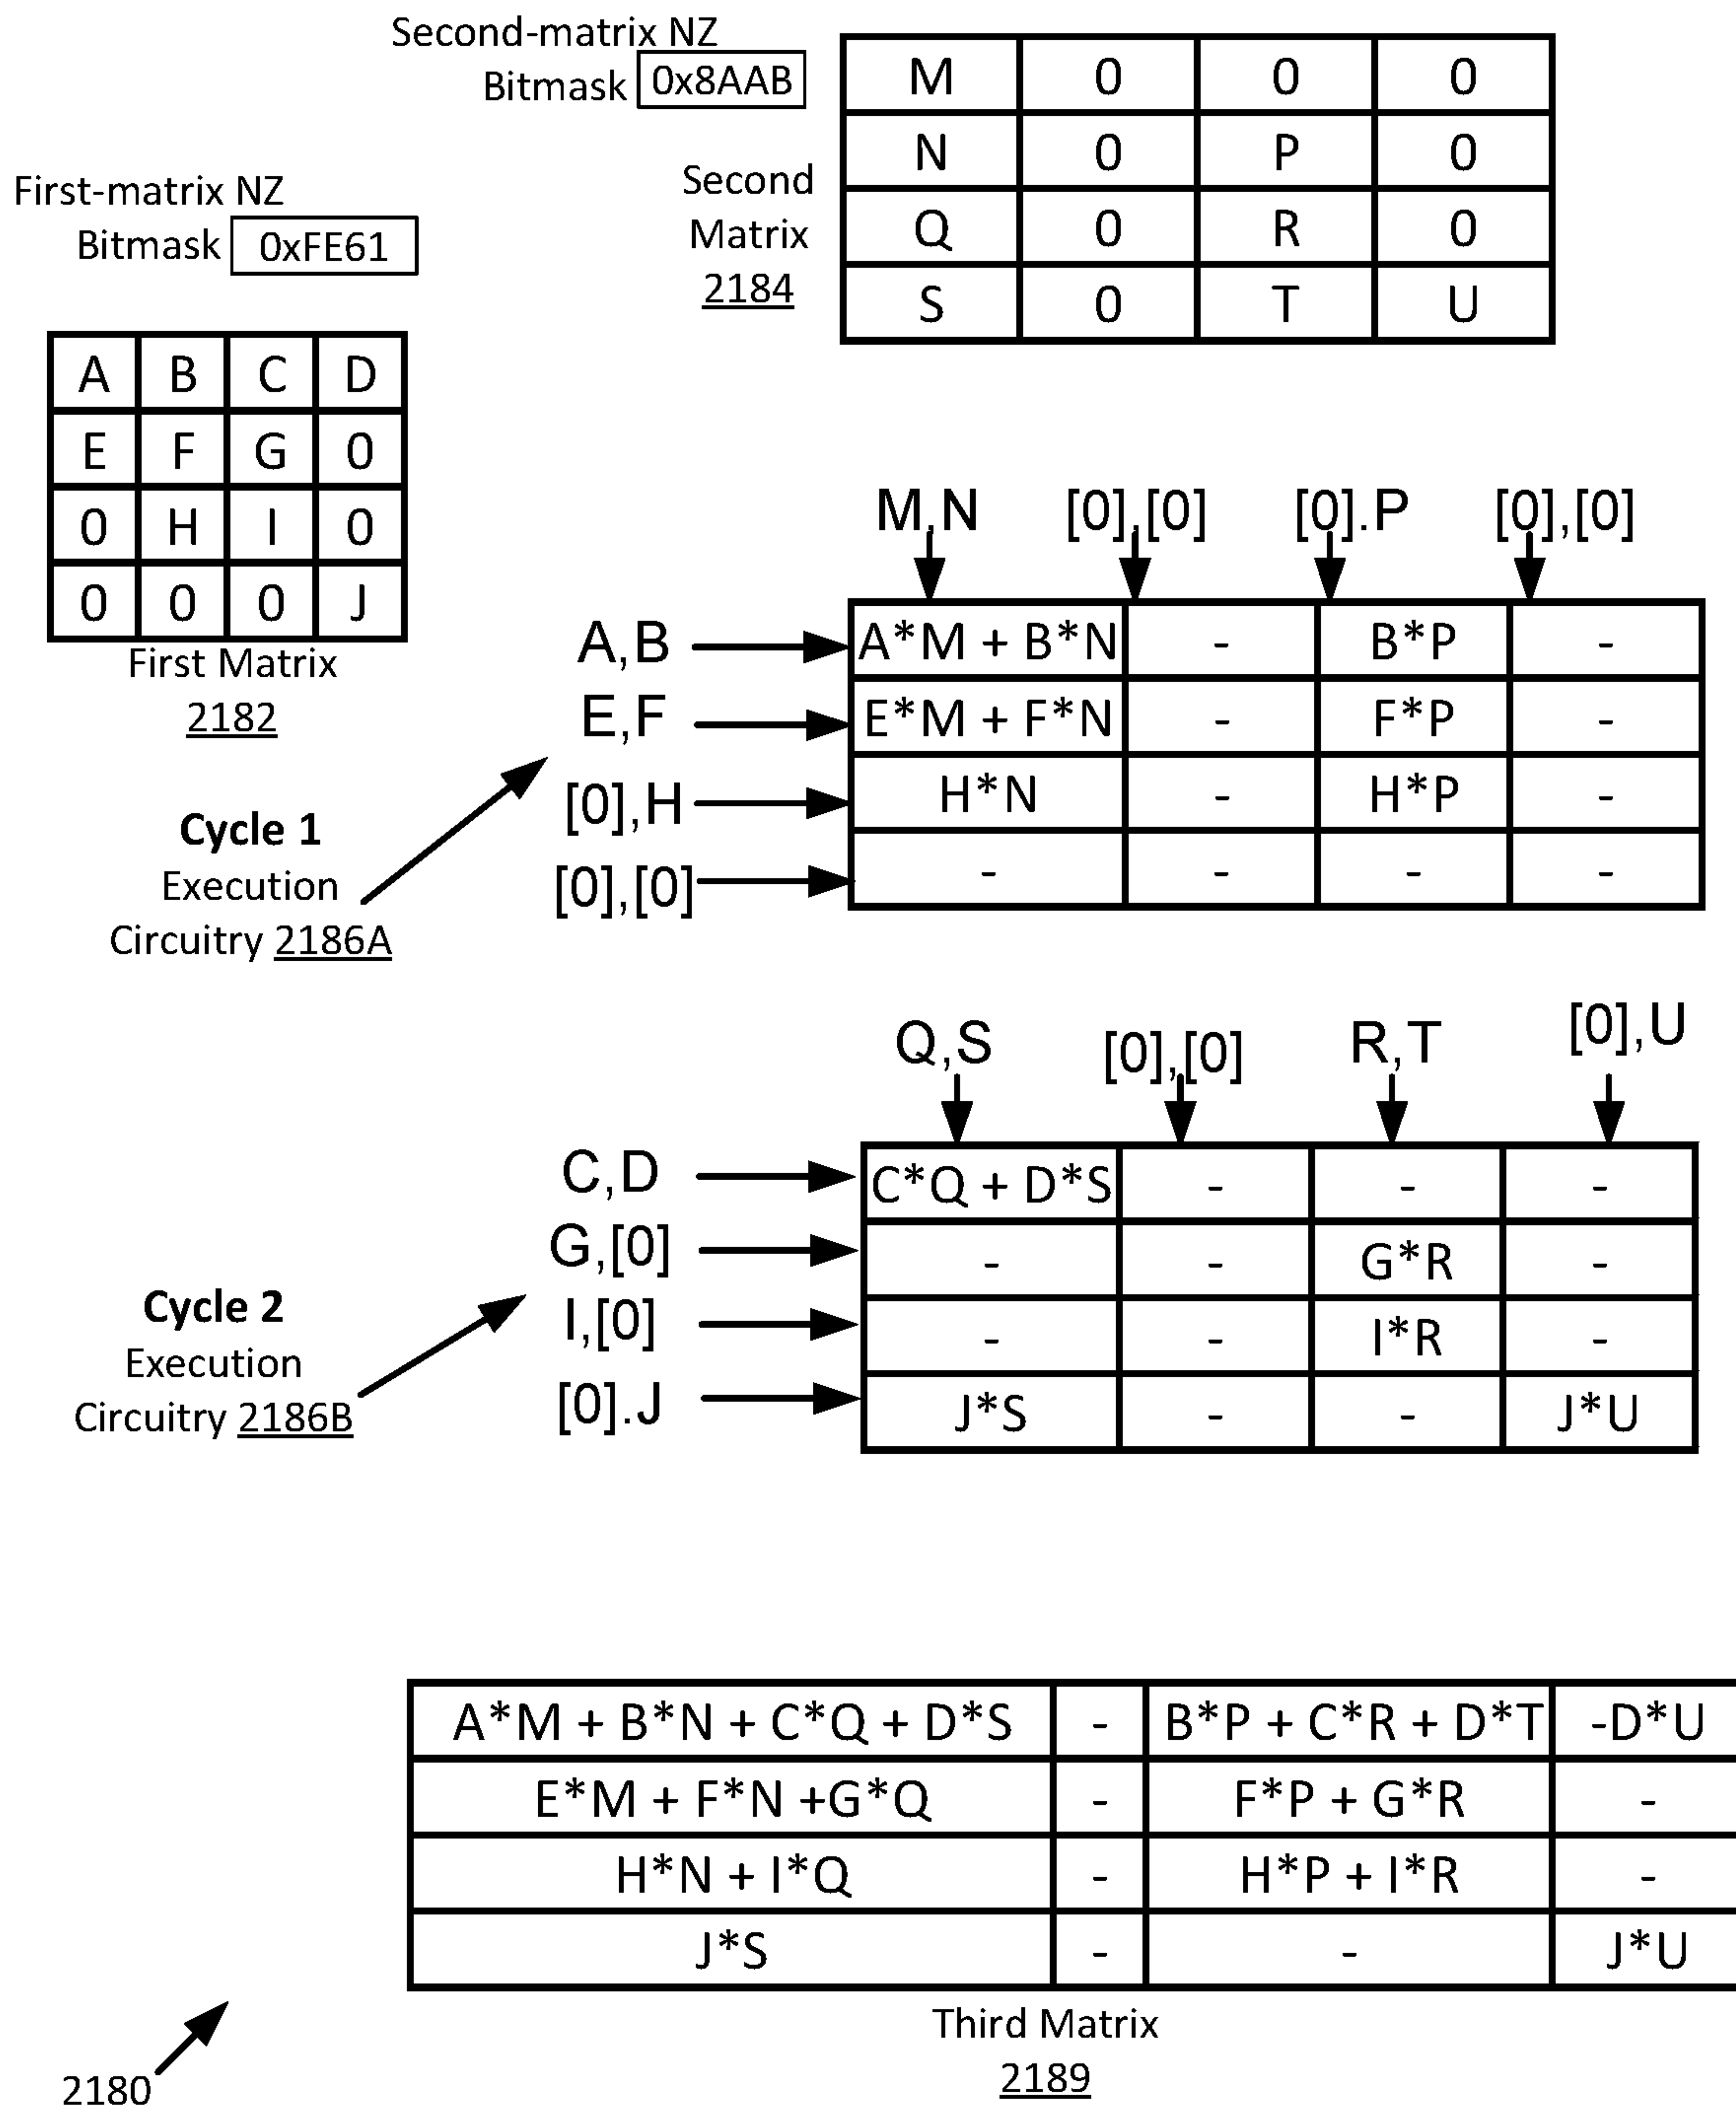 Second-matrix NZ
Bitmask 0x8AAB
M 0 0 0
N 0 P 0
Q 0 R 0
S 0 T U
Second
Matrix
2184
First-matrix NZ
Bitmask 0xFE61
A B C D
E F G 0
0 H I 0
0 0 0 J
First Matrix
2182
M,N [0],[0] [0].P [0],[0]
A,B A*M + B*N - B*P -
E,F E*M + F*N - F*P -
[0],H H*N - H*P -
[0],[0] - - - -
Cycle 1
Execution
Circuitry 2186A
Q,S [0],[0] R,T [0],U
C,D C*Q + D*S - - -
G,[0] - - G*R -
I,[0] - - I*R -
[0].J J*S - - J*U
Cycle 2
Execution
Circuitry 2186B
A*M + B*N + C*Q + D*S - B*P + C*R + D*T -D*U
E*M + F*N +G*Q - F*P + G*R -
H*N + I*Q - H*P + I*R -
J*S - - J*U
Third Matrix
2189
2180